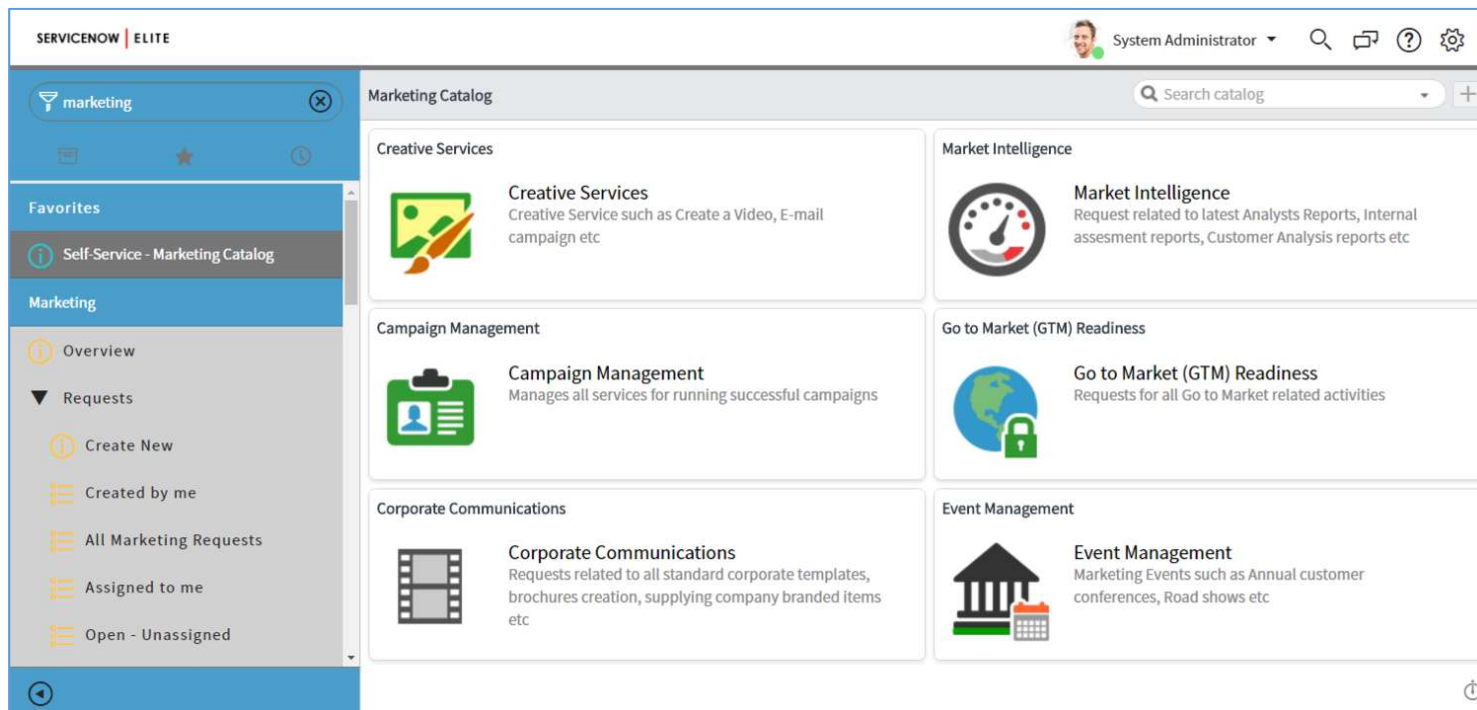 SERVICENOW | ELITE
System Administrator
marketing
Favorites
Self-Service - Marketing Catalog
Marketing
Overview
Requests
Create New
Created by me
All Marketing Requests
Assigned to me
Open - Unassigned
Marketing Catalog
Search catalog
Creative Services
Creative Services
Creative Service such as Create a Video, E-mail
campaign etc
Market Intelligence
Market Intelligence
Request related to latest Analysts Reports, Internal
assesment reports, Customer Analysis reports etc
Campaign Management
Campaign Management
Manages all services for running successful campaigns
Go to Market (GTM) Readiness
Go to Market (GTM) Readiness
Requests for all Go to Market related activities
Corporate Communications
Corporate Communications
Requests related to all standard corporate templates,
brochures creation, supplying company branded items
etc
Event Management
Event Management
Marketing Events such as Annual customer
conferences, Road shows etc